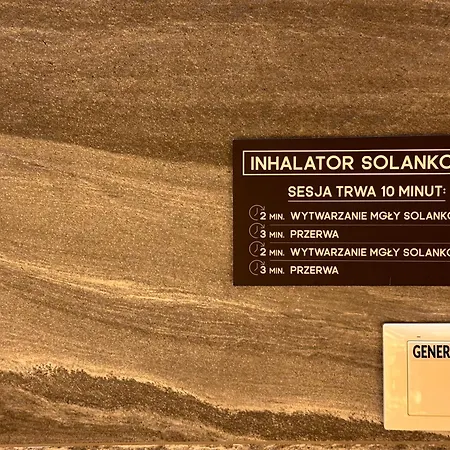 INHALATOR SOLANKO
SESJA TRWA 10 MINUT:
2 MIN. WYTWARZANIE MGŁY SOLANKO
3 MIN. PRZERWA
2 MIN. WYTWARZANIE MGŁY SOLANKO
3 MIN. PRZERWA
GENER